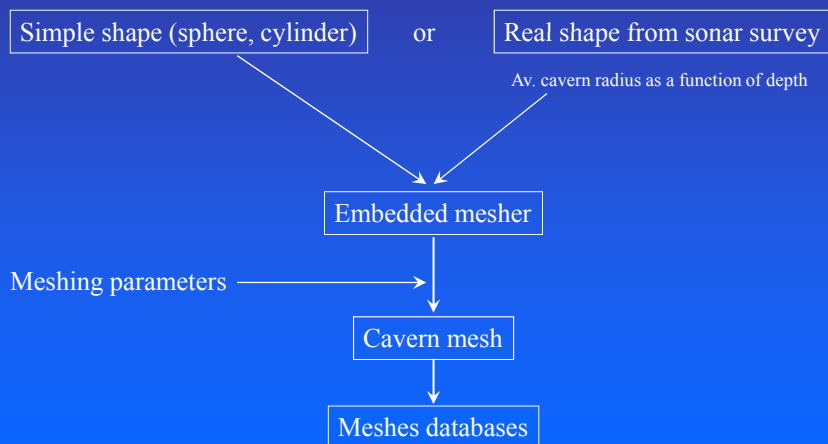 Simple shape (sphere, cylinder) or Real shape from sonar survey
Av. cavern radius as a function of depth
Embedded mesher
Meshing parameters
Cavern mesh
Meshes databases